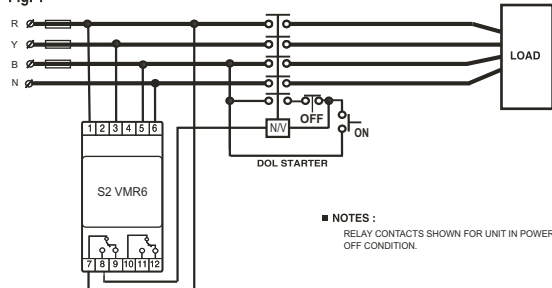 R
Y
B
N
LOAD
1 2 3 4 5 6
N/V
OFF
ON
DOL STARTER
S2 VMR6
■ NOTES :
RELAY CONTACTS SHOWN FOR UNIT IN POWER
OFF CONDITION.
7 8 9 10 11 12